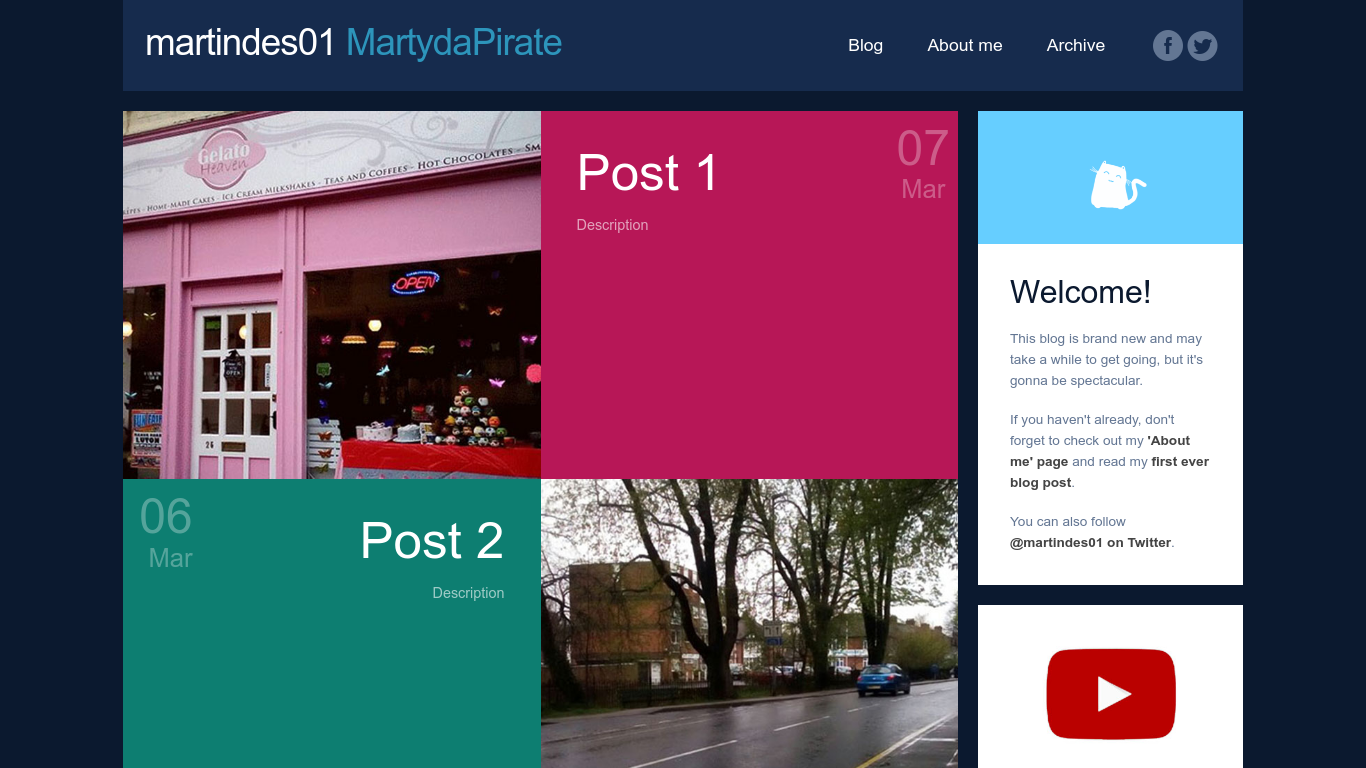 martindes01 MartydaPirate
Blog
About me
Archive
Gelato
Heaven
- Home-Made Cakes - Ice Cream Milkshakes - Teas and Coffees - Hot Chocolates - Sm
OPEN
OPEN
26
LUTON
Post 1
Description
07
Mar
06
Mar
Post 2
Description
Welcome!
This blog is brand new and may
take a while to get going, but it's
gonna be spectacular.
If you haven't already, don't
forget to check out my 'About
me' page and read my first ever
blog post.
You can also follow
@martindes01 on Twitter.